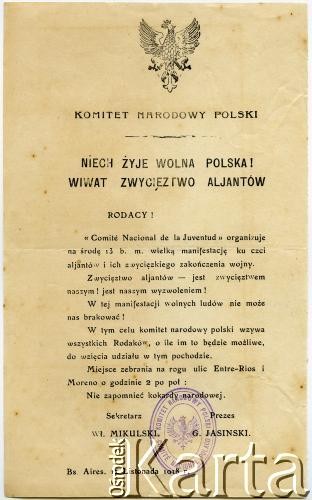 KOMITET NARODOWY POLSKI
NIECH ŻYJE WOLNA POLSKA!
WIWAT ZWYCIĘZTWO ALJANTÓW
RODACY!
« Comité Nacional de la Juventud » organizuje
na środę 13 b. m. wielką manifestację ku czci
aljantów i ich zwycięzkiego zakończenia wojny.
Zwycięztwo aljantów — jest zwycięztwem
naszym! jest naszym wyzwoleniem!
W tej manifestacji wolnych ludów nie może
nas brakować!
W tym celu komitet narodowy polski wzywa
wszystkich Rodaków, o ile im to będzie możliwe,
do wzięcia udziału w tym pochodzie.
Miejsce zebrania na rogu ulic Entre-Rios i
Moreno o godzinie 2 po poł:
Nie zapomnieć kokardy narodowej.
Sekretarz Prezes
WŁ. MIKULSKI. G. JASINSKI.
Bs. Aires. Listopada 1918 r.
ośrodek
Karta